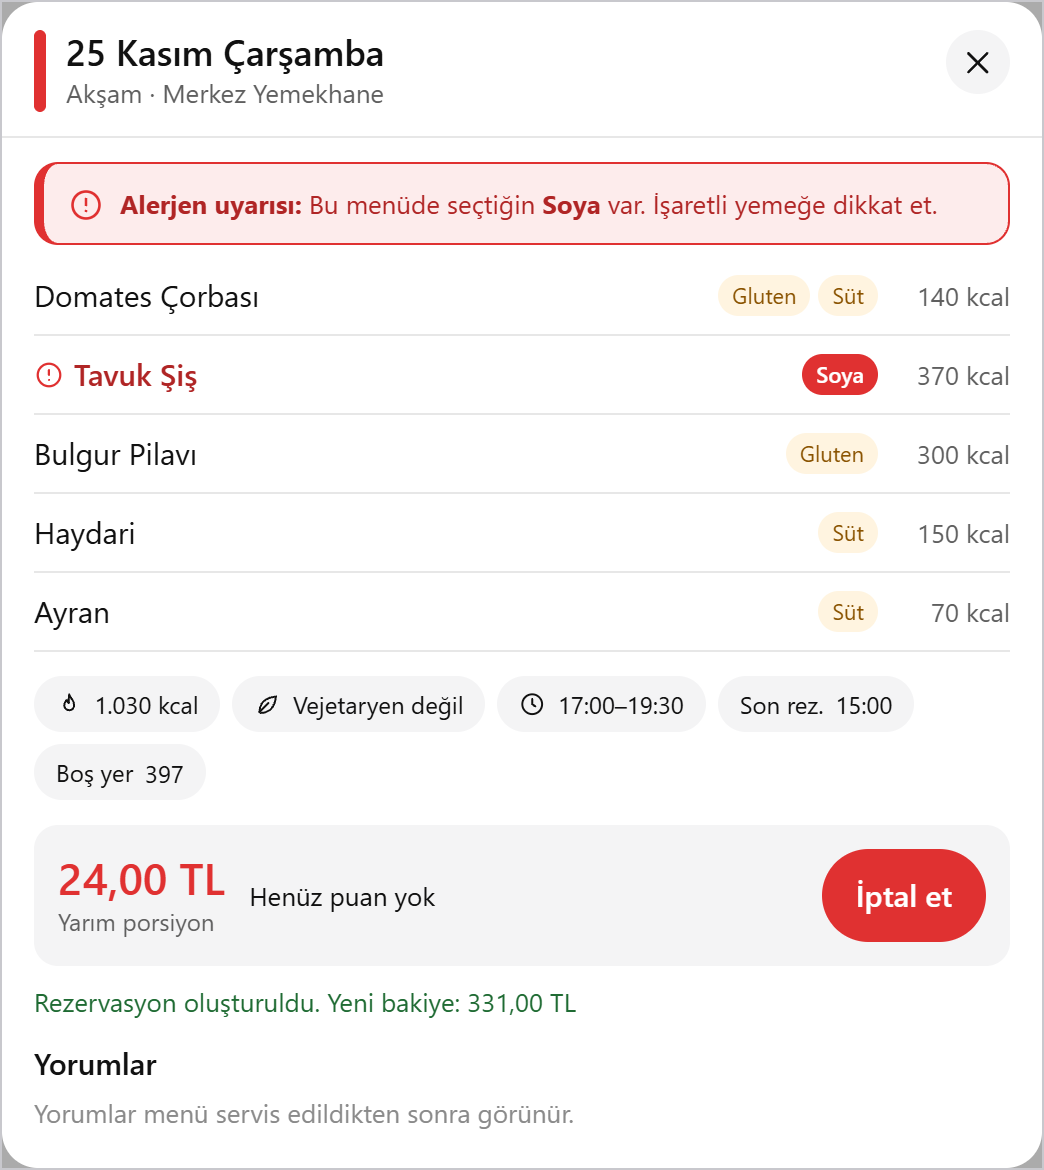 25 Kasım Çarşamba
Akşam · Merkez Yemekhane
Alerjen uyarısı: Bu menüde seçtiğin Soya var. İşaretli yemeğe dikkat et.
Domates Çorbası Gluten Süt 140 kcal
Tavuk Şiş Soya 370 kcal
Bulgur Pilavı Gluten 300 kcal
Haydari Süt 150 kcal
Ayran Süt 70 kcal
1.030 kcal Vejetaryen değil 17:00–19:30 Son rez. 15:00
Boş yer 397
24,00 TL
Yarım porsiyon
Henüz puan yok
İptal et
Rezervasyon oluşturuldu. Yeni bakiye: 331,00 TL
Yorumlar
Yorumlar menü servis edildikten sonra görünür.